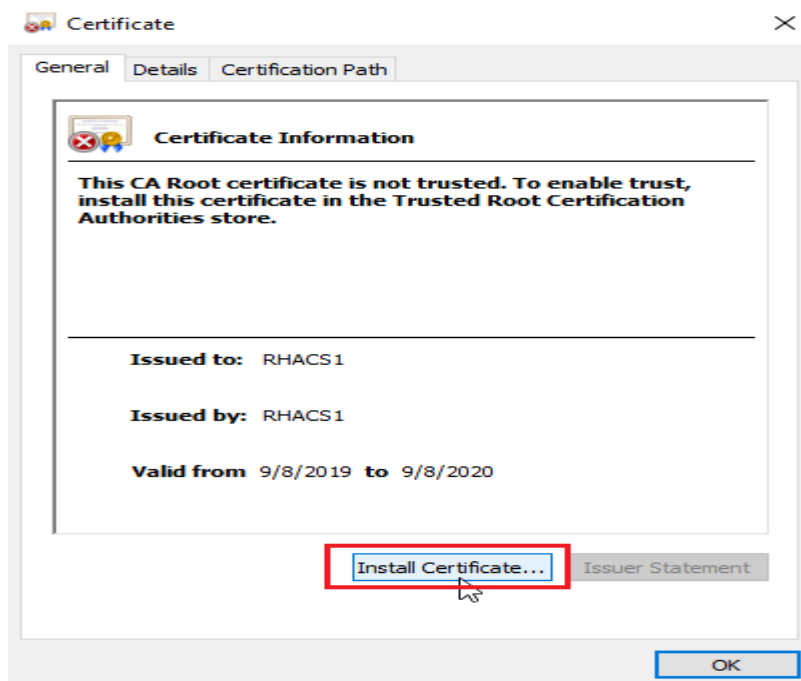 Certificate
General Details Certification Path
Certificate Information
This CA Root certificate is not trusted. To enable trust,
install this certificate in the Trusted Root Certification
Authorities store.
Issued to: RHACS1
Issued by: RHACS1
Valid from 9/8/2019 to 9/8/2020
Install Certificate... Issuer Statement
OK